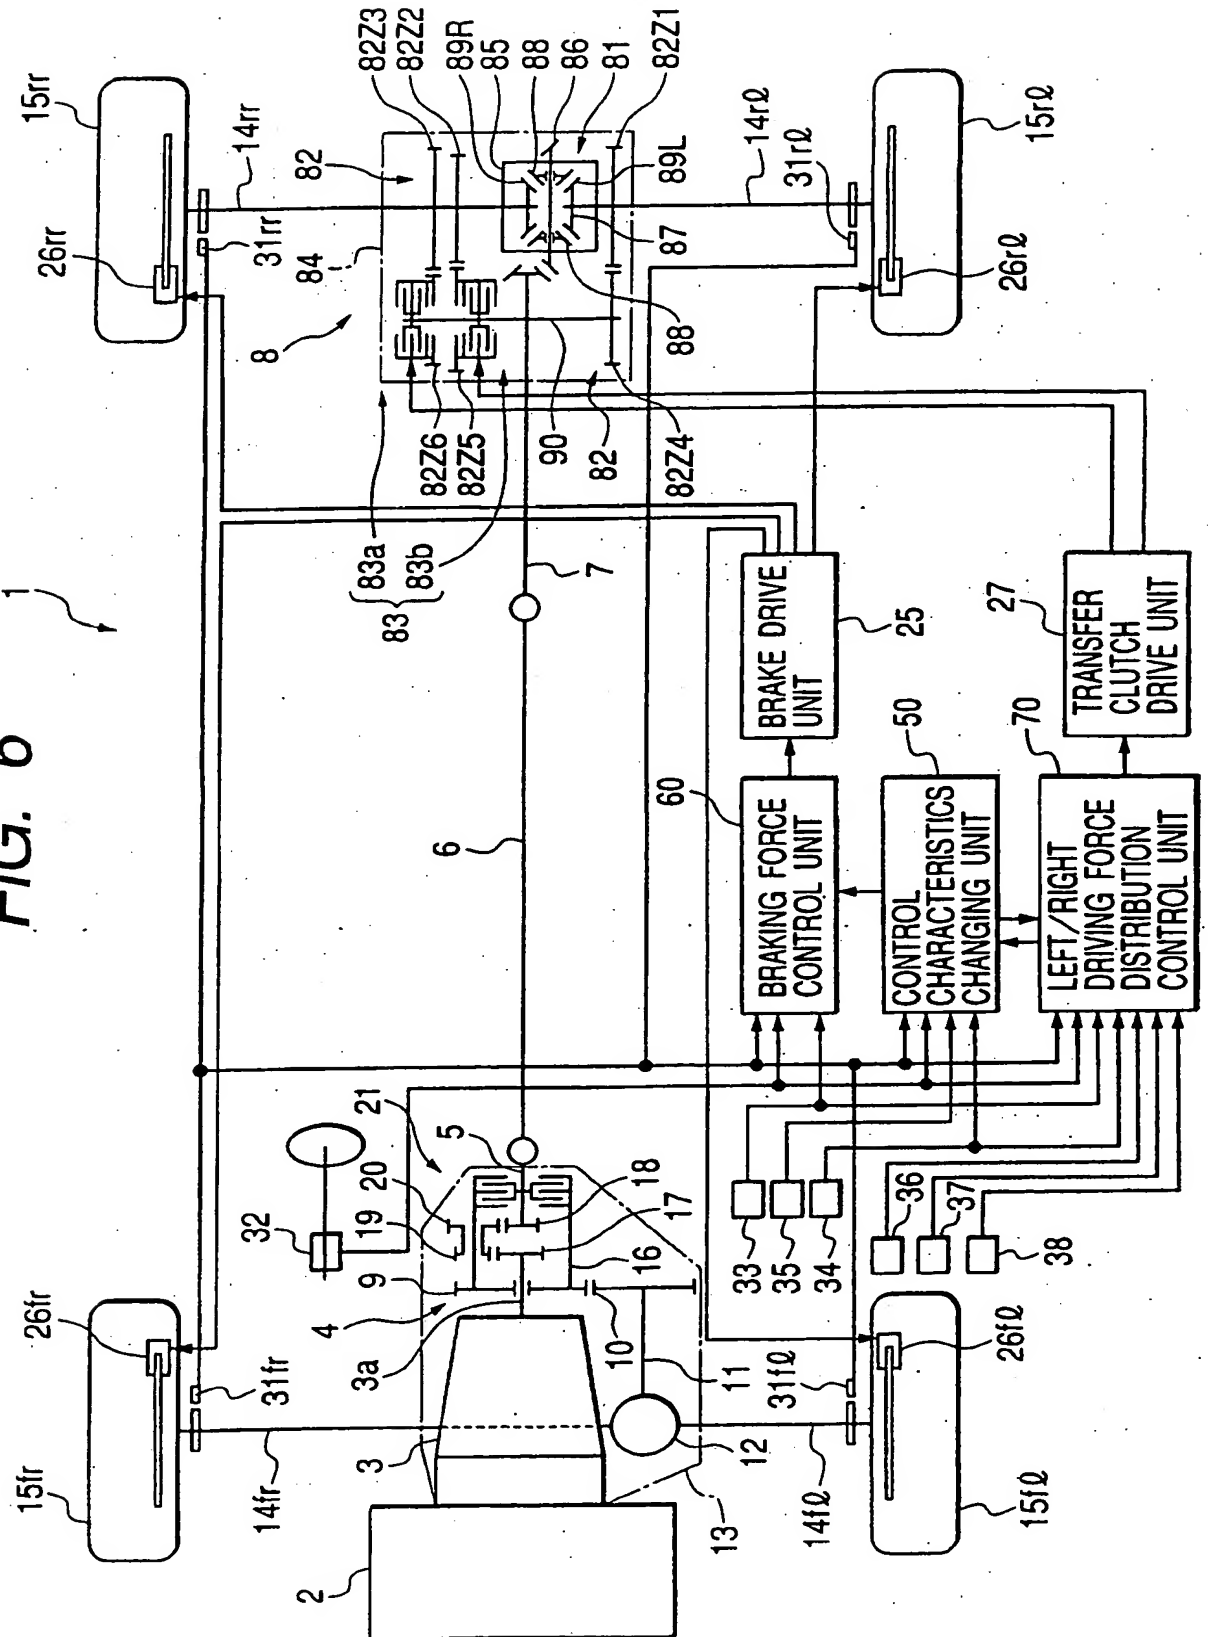 FIG. 6
1
15fr
26fr
31fr
14fr
32
2
3
3a
4
9
19
20
21
5
18
17
16
10
11
12
13
14fℓ
31fℓ
26fℓ
15fℓ
6
7
15rr
26rr
31rr
14rr
8
84
82
82Z3
82Z2
89R
85
88
86
81
82Z1
83a
83b
83
82Z6
82Z5
90
82
82Z4
88
87
89L
14rℓ
31rℓ
26rℓ
15rℓ
33
35
34
36
37
38
60
BRAKING FORCE
CONTROL UNIT
BRAKE DRIVE
UNIT
25
50
CONTROL
CHARACTERISTICS
CHANGING UNIT
70
LEFT/RIGHT
DRIVING FORCE
DISTRIBUTION
CONTROL UNIT
27
TRANSFER
CLUTCH
DRIVE UNIT